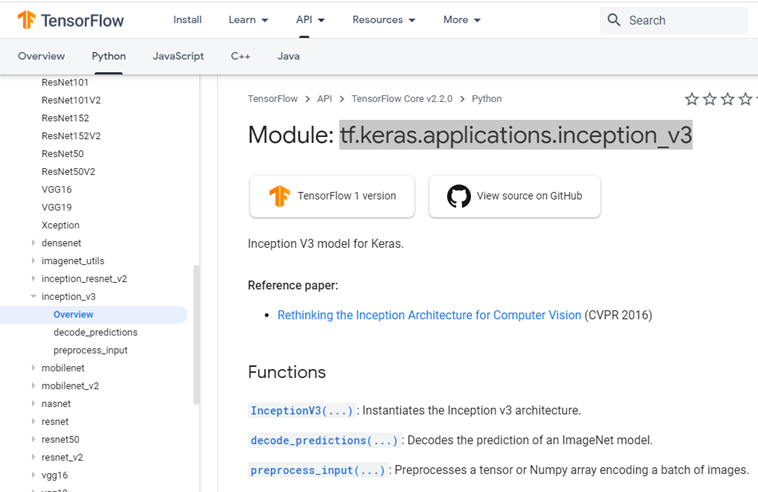 TensorFlow Install Learn API Resources More Search
Overview Python JavaScript C++ Java
ResNet101
ResNet101V2
ResNet152
ResNet152V2
ResNet50
ResNet50V2
VGG16
VGG19
Xception
densenet
imagenet_utils
inception_resnet_v2
inception_v3
Overview
decode_predictions
preprocess_input
mobilenet
mobilenet_v2
nasnet
resnet
resnet50
resnet_v2
vgg16
TensorFlow > API > TensorFlow Core v2.2.0 > Python
Module: tf.keras.applications.inception_v3
TensorFlow 1 version View source on GitHub
Inception V3 model for Keras.
Reference paper:
• Rethinking the Inception Architecture for Computer Vision (CVPR 2016)
Functions
InceptionV3(...): Instantiates the Inception v3 architecture.
decode_predictions(...): Decodes the prediction of an ImageNet model.
preprocess_input(...): Preprocesses a tensor or Numpy array encoding a batch of images.